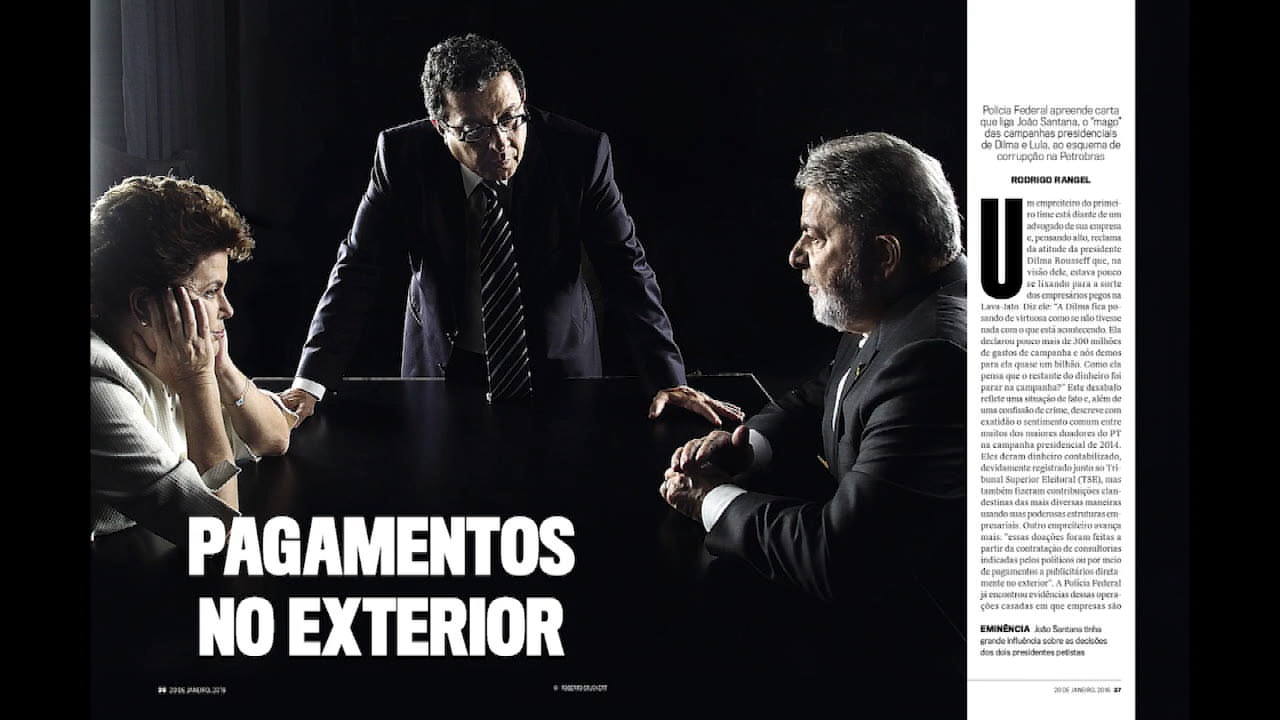 PAGAMENTOS
NO EXTERIOR
36 20 DE JANEIRO, 2016
© ROBERTO STUCKERT
Polícia Federal apreende carta
que liga João Santana, o "mago"
das campanhas presidenciais
de Dilma e Lula, ao esquema de
corrupção na Petrobras
RODRIGO RANGEL
Um empreiteiro do primei-
ro time está diante de um
advogado de sua empresa
e, pensando alto, reclama
da atitude da presidente
Dilma Rousseff que, na
visão dele, estava pouco
se lixando para a sorte
dos empresários pegos na
Lava-Jato. Diz ele: "A Dilma fica po-
sando de virtuosa como se não tivesse
nada com o que está acontecendo. Ela
declarou pouco mais de 300 milhões
de gastos de campanha e nós demos
para ela quase um bilhão. Como ela
pensa que o restante do dinheiro foi
parar na campanha?" Este desabafo
reflete uma situação de fato e, além de
uma confissão de crime, descreve com
exatidão o sentimento comum entre
muitos dos maiores doadores do PT
na campanha presidencial de 2014.
Eles deram dinheiro contabilizado,
devidamente registrado junto ao Tri-
bunal Superior Eleitoral (TSE), mas
também fizeram contribuições clan-
destinas das mais diversas maneiras
usando suas poderosas estruturas em-
presariais. Outro empreiteiro avança
mais: "essas doações foram feitas a
partir da contratação de consultorias
indicadas pelos políticos ou por meio
de pagamentos a publicitários direta-
mente no exterior". A Polícia Federal
já encontrou evidências dessas opera-
ções casadas em que empresas são
EMINÊNCIA João Santana tinha
grande influência sobre as decisões
dos dois presidentes petistas
20 DE JANEIRO, 2016 37